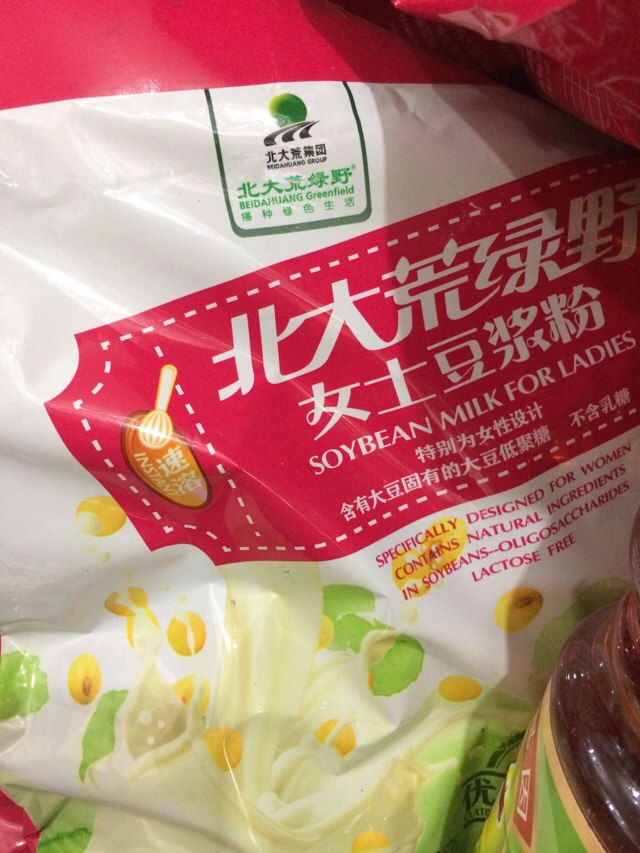 北大荒集团
BEIDAHUANG GROUP
北大荒绿野®
BEIDAHUANG Greenfield
播种绿色生活
北大荒绿野
女士豆浆粉
SOYBEAN MILK FOR LADIES
特别为女性设计 不含乳糖
含有大豆固有的大豆低聚糖
速溶
INSTANT
SPECIFICALLY DESIGNED FOR WOMEN
CONTAINS NATURAL INGREDIENTS
IN SOYBEANS--OLIGOSACCHARIDES
LACTOSE FREE
优